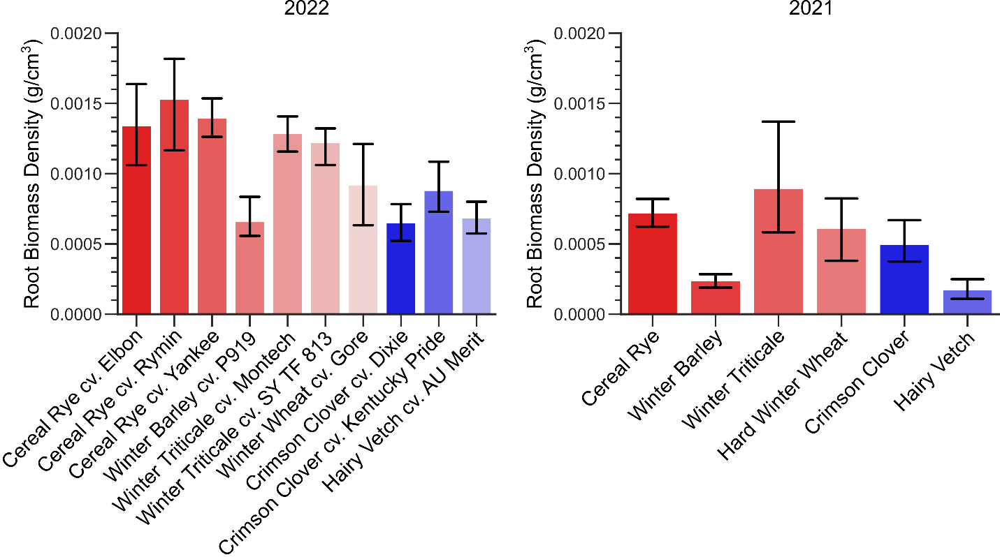 2022
Root Biomass Density (g/cm³)
0.0020
0.0015
0.0010
0.0005
0.0000
Cereal Rye cv. Elbon
Cereal Rye cv. Rymin
Cereal Rye cv. Yankee
Winter Barley cv. P919
Winter Triticale cv. Montech
Winter Triticale cv. SY TF 813
Winter Wheat cv. Gore
Crimson Clover cv. Dixie
Crimson Clover cv. Kentucky Pride
Hairy Vetch cv. AU Merit
2021
Root Biomass Density (g/cm³)
0.0020
0.0015
0.0010
0.0005
0.0000
Cereal Rye
Winter Barley
Winter Triticale
Hard Winter Wheat
Crimson Clover
Hairy Vetch